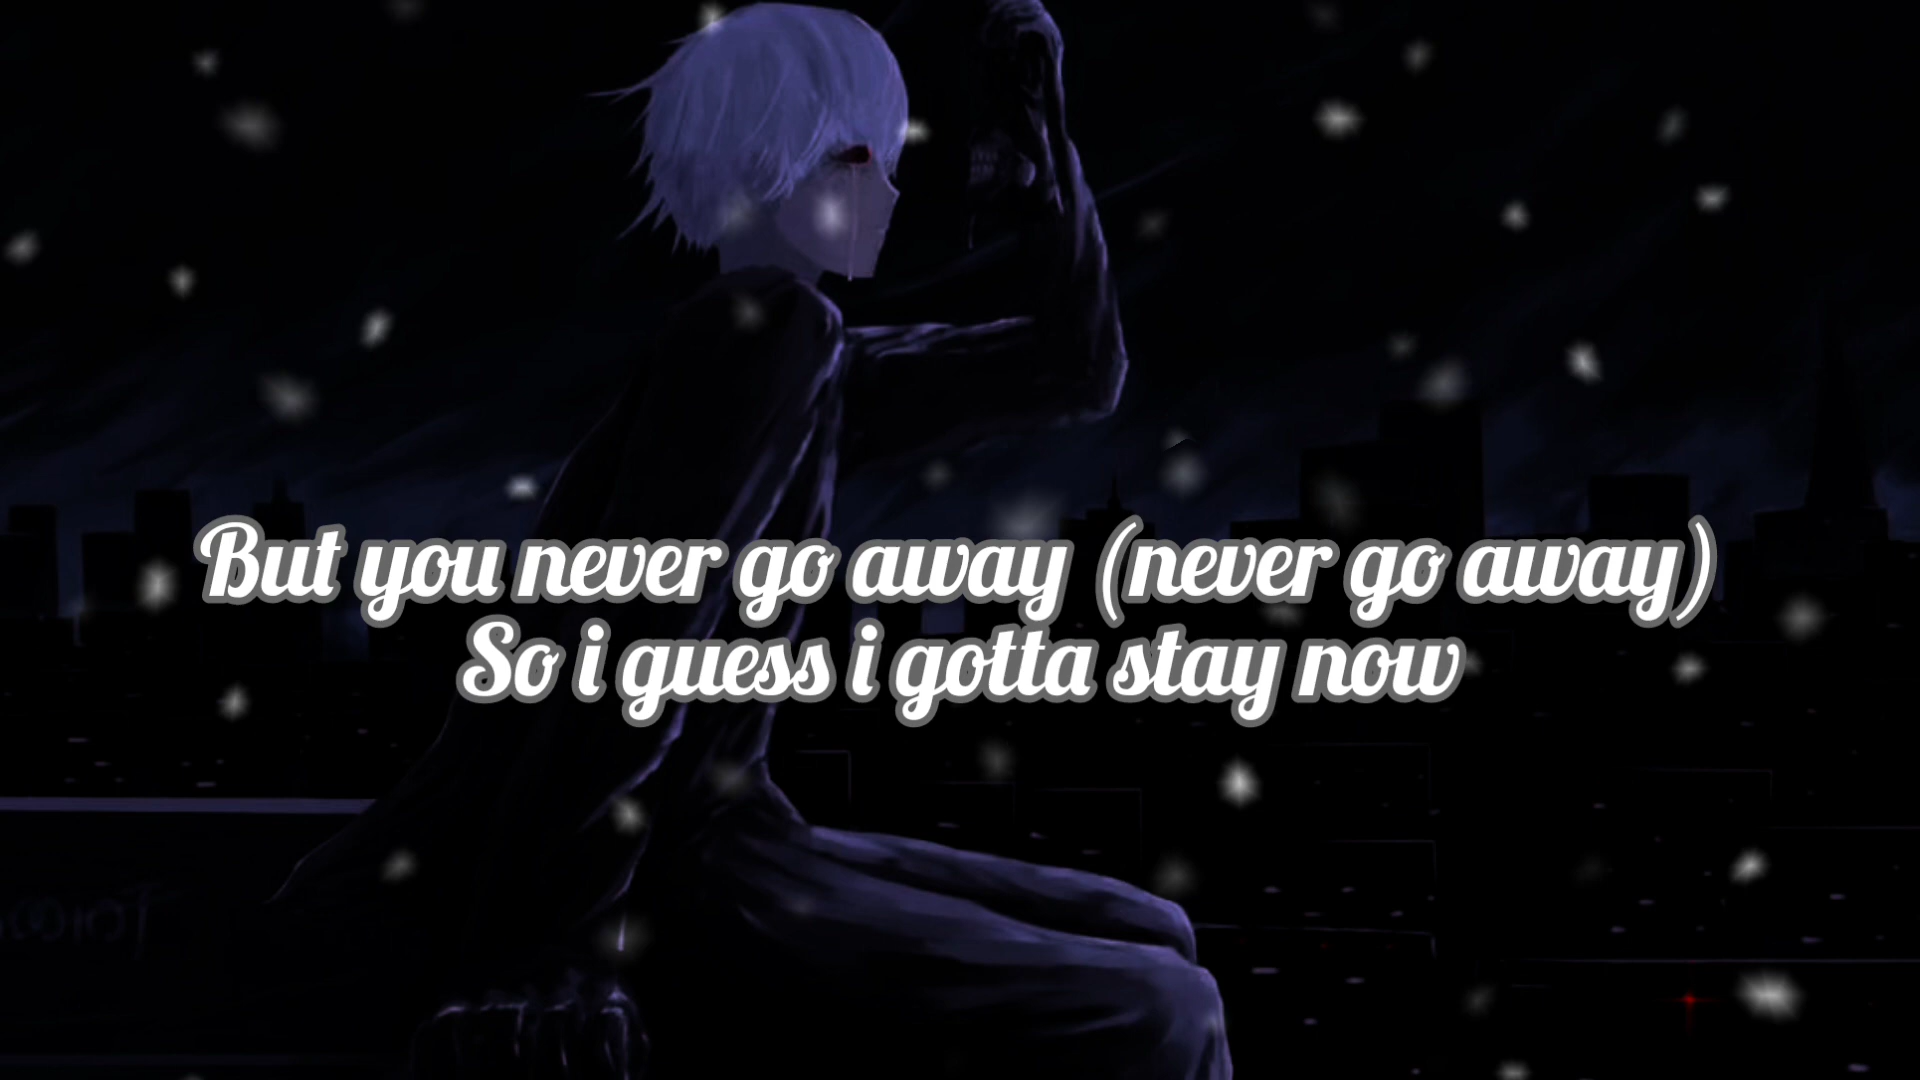 But you never go away (never go away)
So i guess i gotta stay now